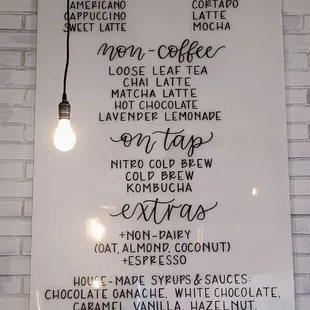 AMERICANO CORTADO
CAPPUCCINO LATTE
SWEET LATTE MOCHA
non-coffee
LOOSE LEAF TEA
CHAI LATTE
MATCHA LATTE
HOT CHOCOLATE
LAVENDER LEMONADE
on tap
NITRO COLD BREW
COLD BREW
KOMBUCHA
extras
+NON-DAIRY
(OAT, ALMOND, COCONUT)
+ESPRESSO
HOUSE-MADE SYRUPS & SAUCES:
CHOCOLATE GANACHE, WHITE CHOCOLATE,
CARAMEL, VANILLA, HAZELNUT,